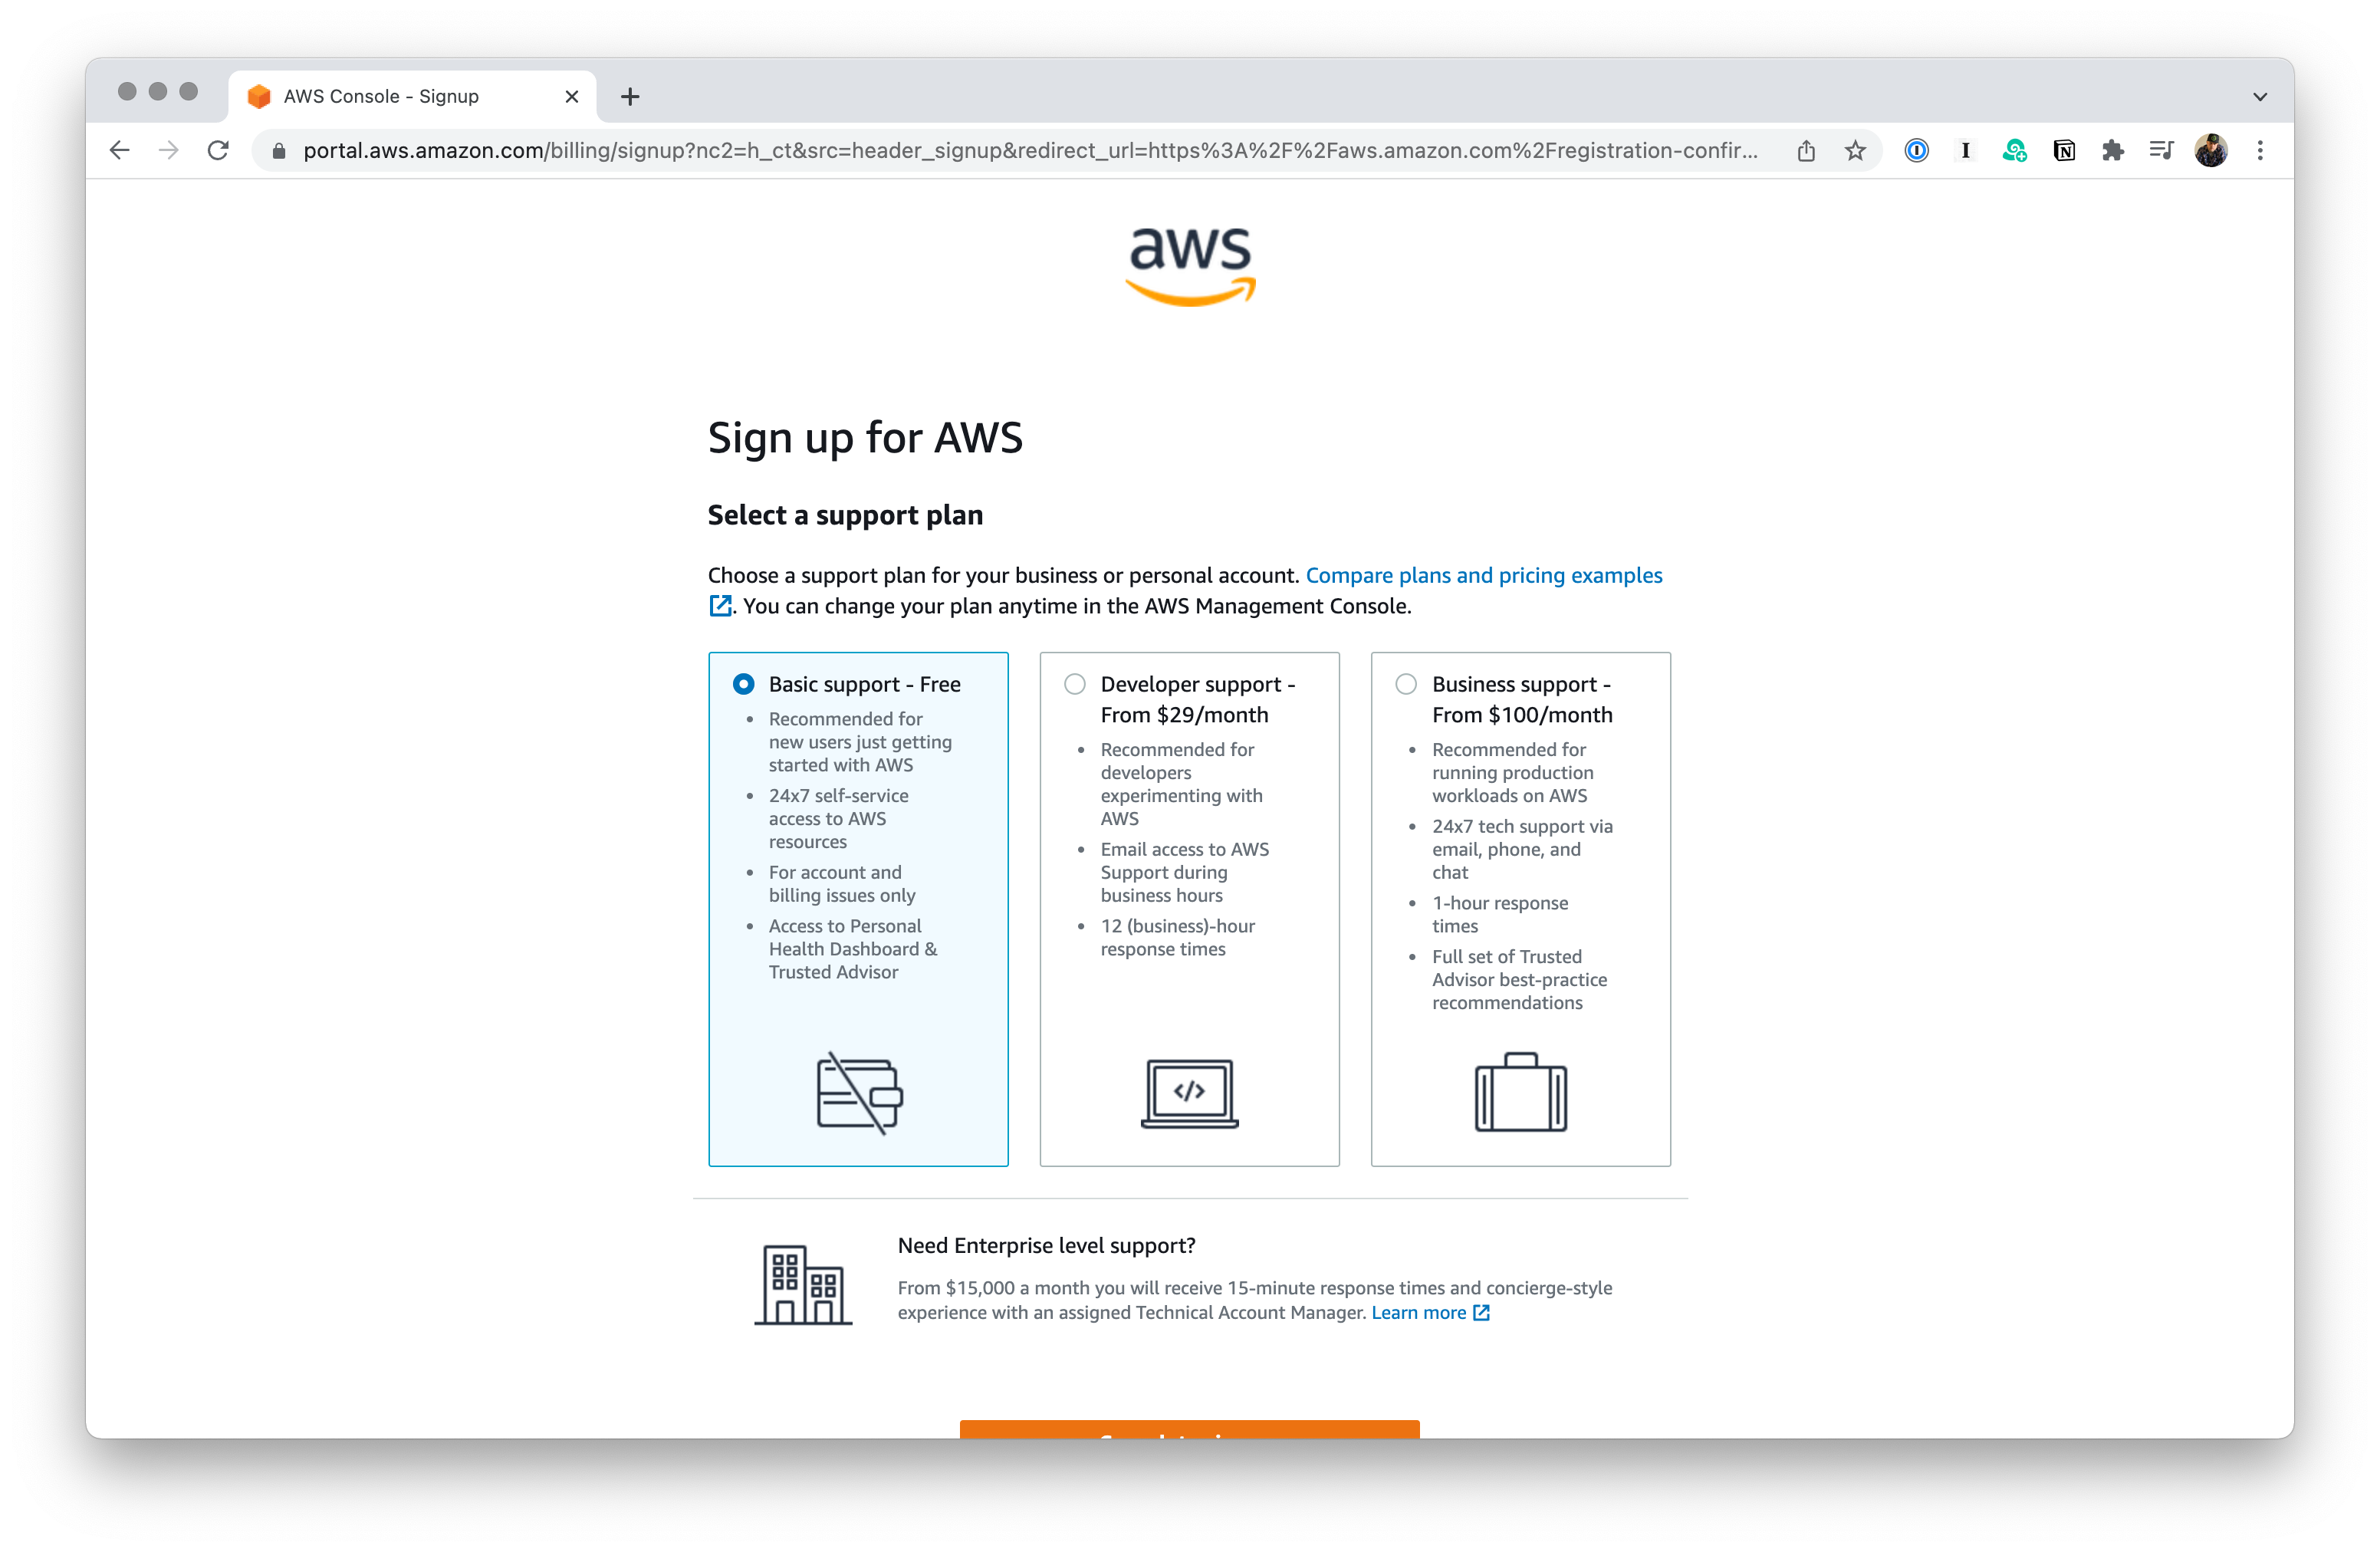 AWS Console - Signup
portal.aws.amazon.com/billing/signup?nc2=h_ct&src=header_signup&redirect_url=https%3A%2F%2Faws.amazon.com%2Fregistration-confir...
aws
Sign up for AWS
Select a support plan
Choose a support plan for your business or personal account. Compare plans and pricing examples
. You can change your plan anytime in the AWS Management Console.
Basic support - Free
• Recommended for
new users just getting
started with AWS
• 24x7 self-service
access to AWS
resources
• For account and
billing issues only
• Access to Personal
Health Dashboard &
Trusted Advisor
Developer support -
From $29/month
• Recommended for
developers
experimenting with
AWS
• Email access to AWS
Support during
business hours
• 12 (business)-hour
response times
</>
Business support -
From $100/month
• Recommended for
running production
workloads on AWS
• 24x7 tech support via
email, phone, and
chat
• 1-hour response
times
• Full set of Trusted
Advisor best-practice
recommendations
Need Enterprise level support?
From $15,000 a month you will receive 15-minute response times and concierge-style
experience with an assigned Technical Account Manager. Learn more